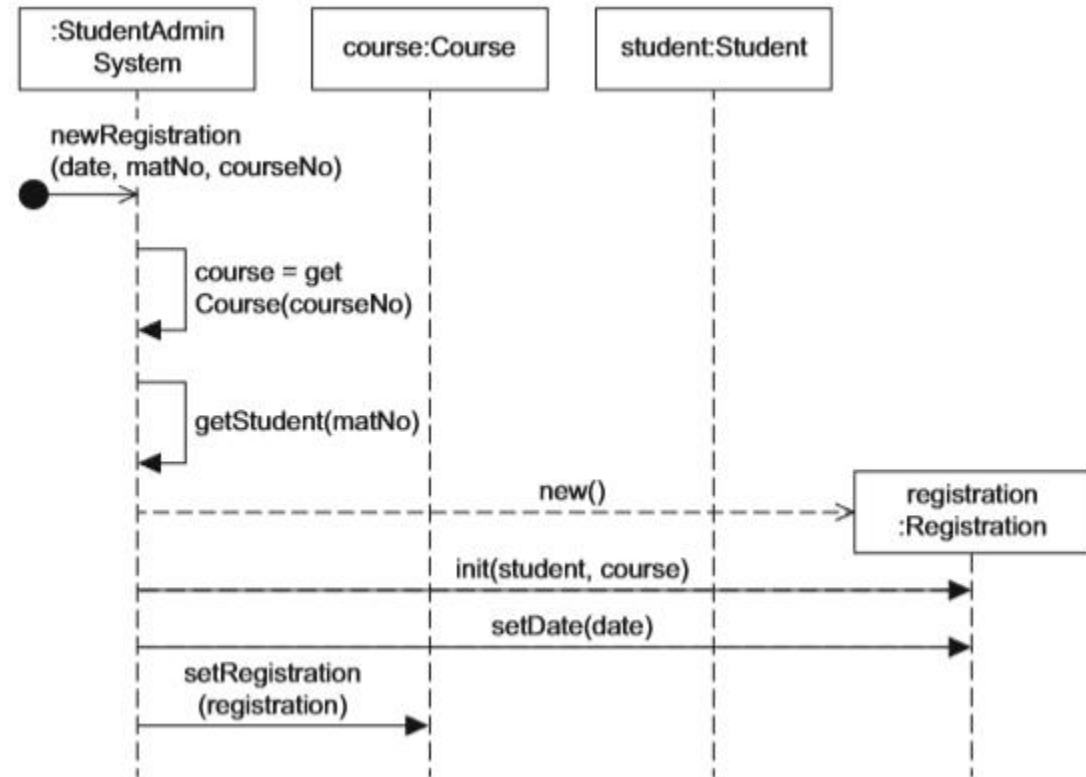 :StudentAdmin
System
course:Course
student:Student
newRegistration
(date, matNo, courseNo)
course = get
Course(courseNo)
getStudent(matNo)
new()
registration
:Registration
init(student, course)
setDate(date)
setRegistration
(registration)